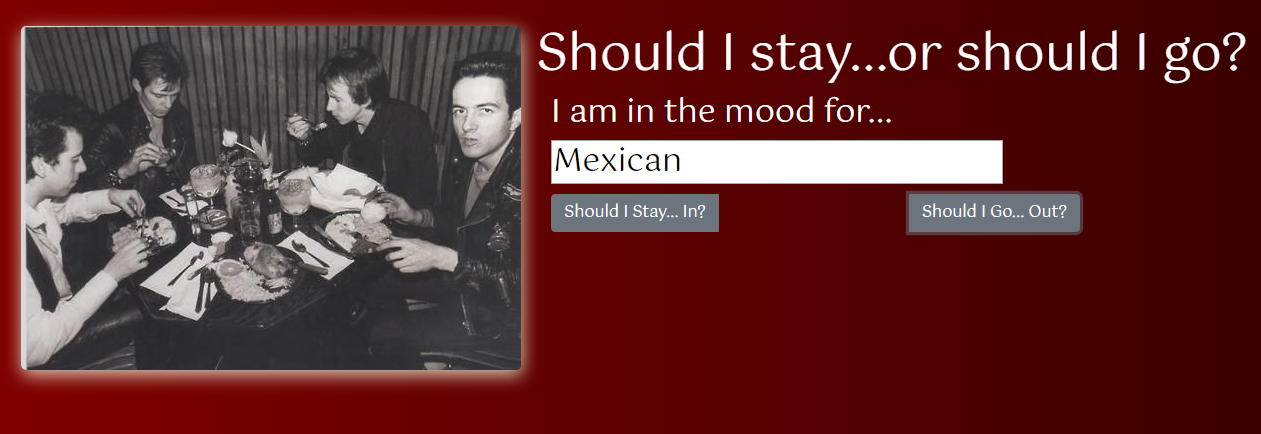 Should I stay...or should I go?
I am in the mood for...
Mexican
Should I Stay... In?
Should I Go... Out?